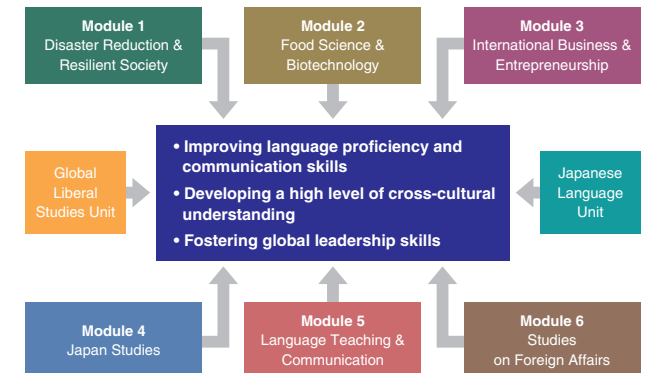 Module 1
Disaster Reduction &
Resilient Society
Module 2
Food Science &
Biotechnology
Module 3
International Business &
Entrepreneurship
Global
Liberal
Studies Unit
• Improving language proficiency and
communication skills
• Developing a high level of cross-cultural
understanding
• Fostering global leadership skills
Japanese
Language
Unit
Module 4
Japan Studies
Module 5
Language Teaching &
Communication
Module 6
Studies
on Foreign Affairs